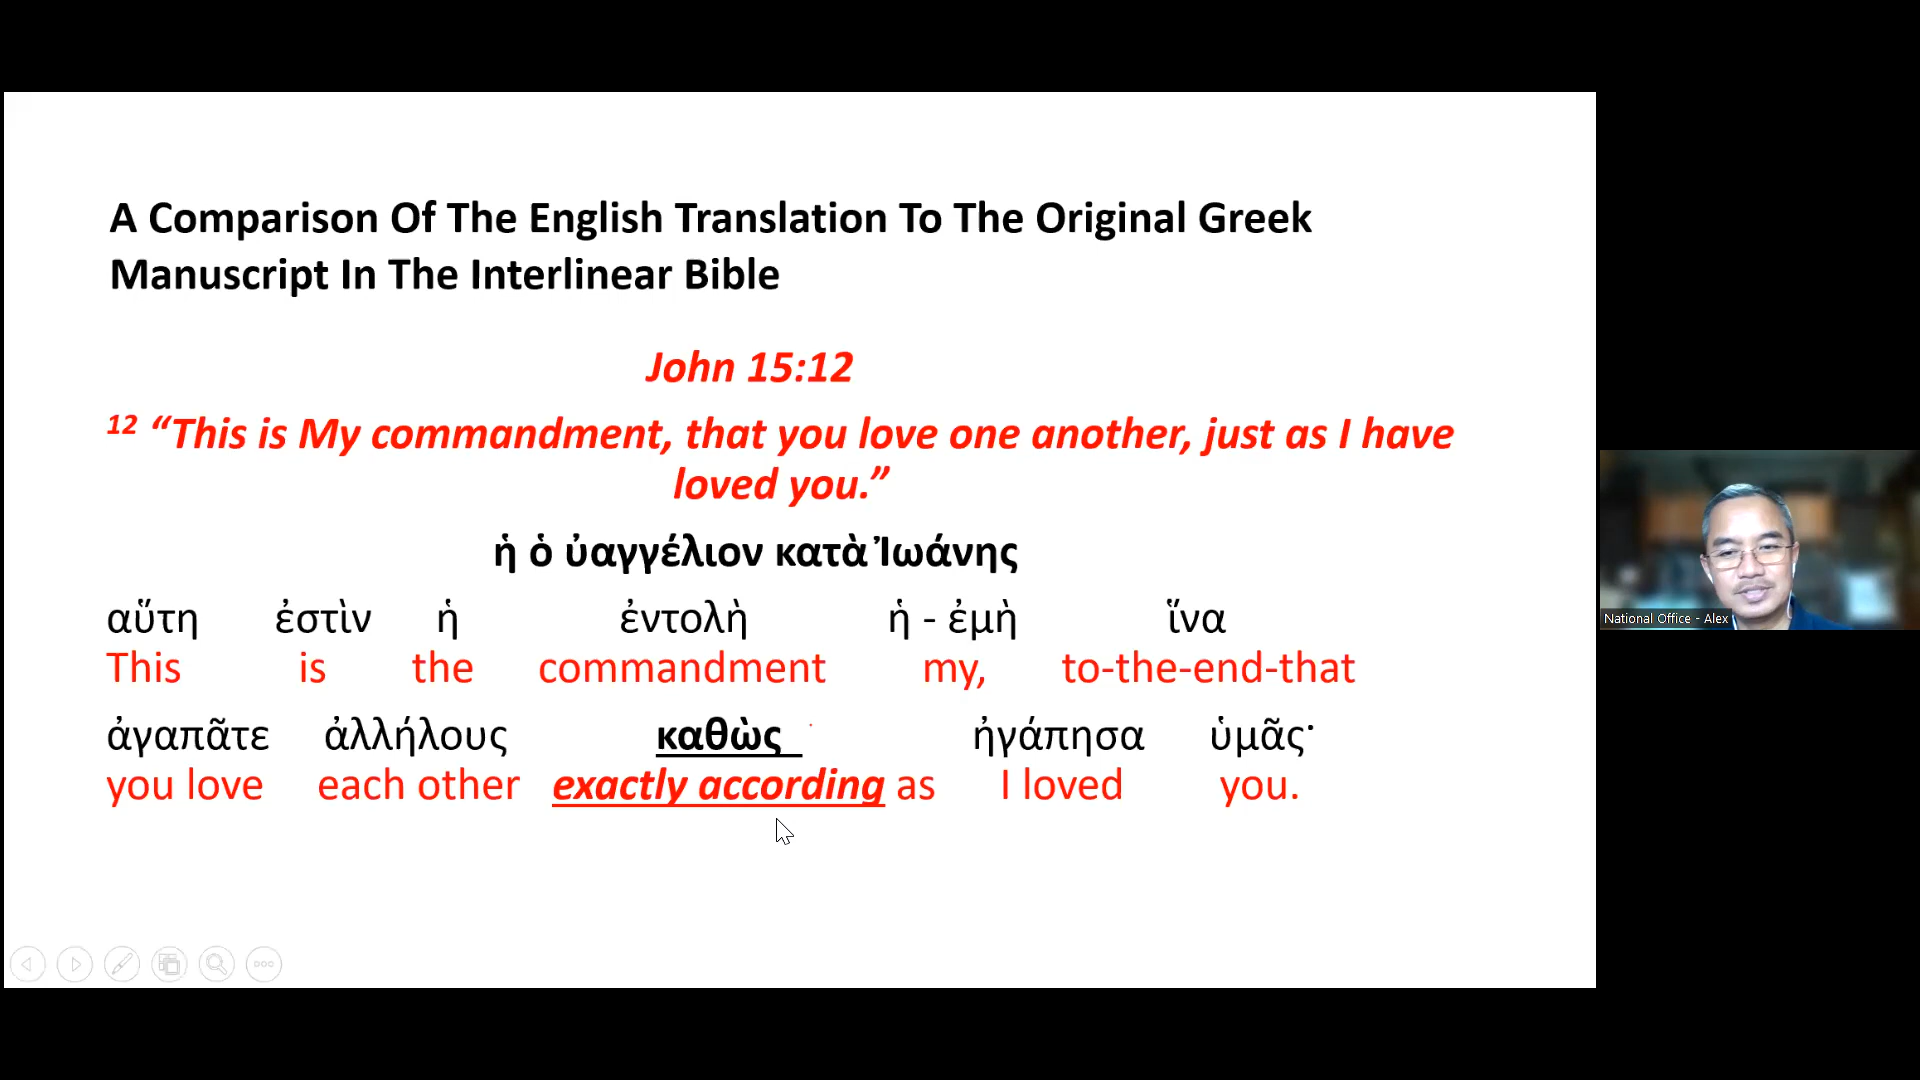 A Comparison Of The English Translation To The Original Greek
Manuscript In The Interlinear Bible
John 15:12
12 “This is My commandment, that you love one another, just as I have
loved you.”
ἡ ὁ ὐαγγέλιον κατὰ Ἰωάνης
αὕτη ἐστὶν ἡ ἐντολὴ ἡ - ἐμὴ ἵνα
This is the commandment my, to-the-end-that
ἀγαπᾶτε ἀλλήλους καθὼς ἠγάπησα ὑμᾶς·
you love each other exactly according as I loved you.
National Office - Alex